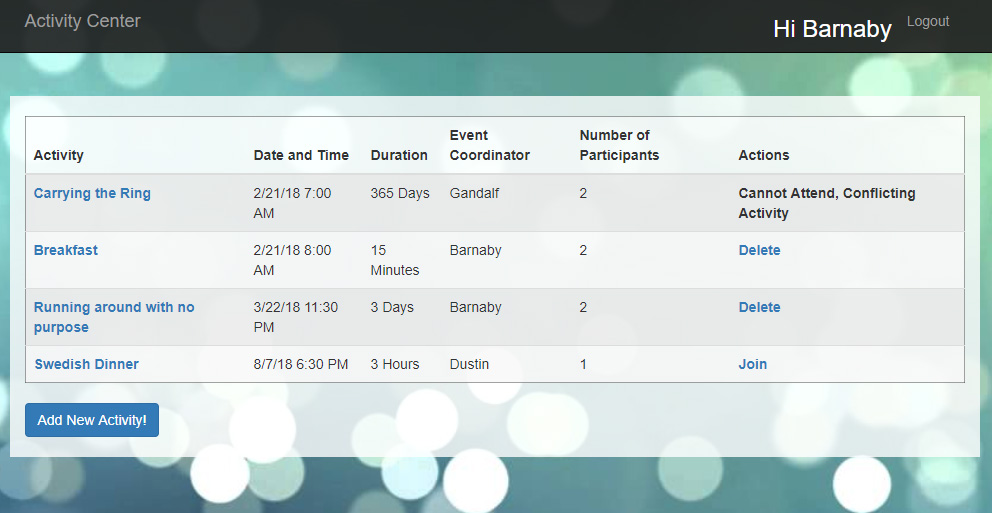 Activity Center
Hi Barnaby Logout
Activity Date and Time Duration Event Coordinator Number of Participants Actions
Carrying the Ring 2/21/18 7:00 AM 365 Days Gandalf 2 Cannot Attend, Conflicting Activity
Breakfast 2/21/18 8:00 AM 15 Minutes Barnaby 2 Delete
Running around with no purpose 3/22/18 11:30 PM 3 Days Barnaby 2 Delete
Swedish Dinner 8/7/18 6:30 PM 3 Hours Dustin 1 Join
Add New Activity!